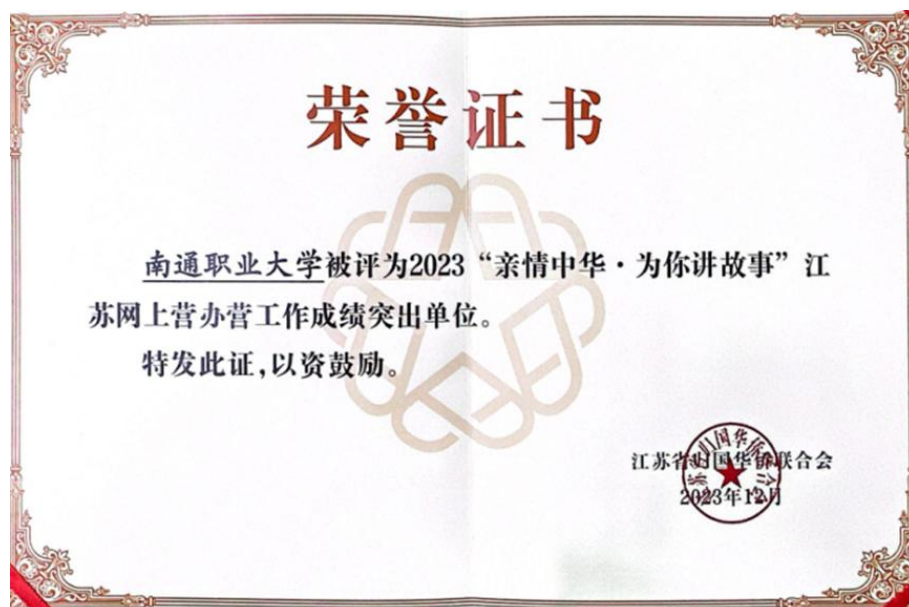 荣誉证书
南通职业大学被评为2023“亲情中华·为你讲故事”江
苏网上营办营工作成绩突出单位。
特发此证,以资鼓励。
江苏省归国华侨联合会
2023年12月